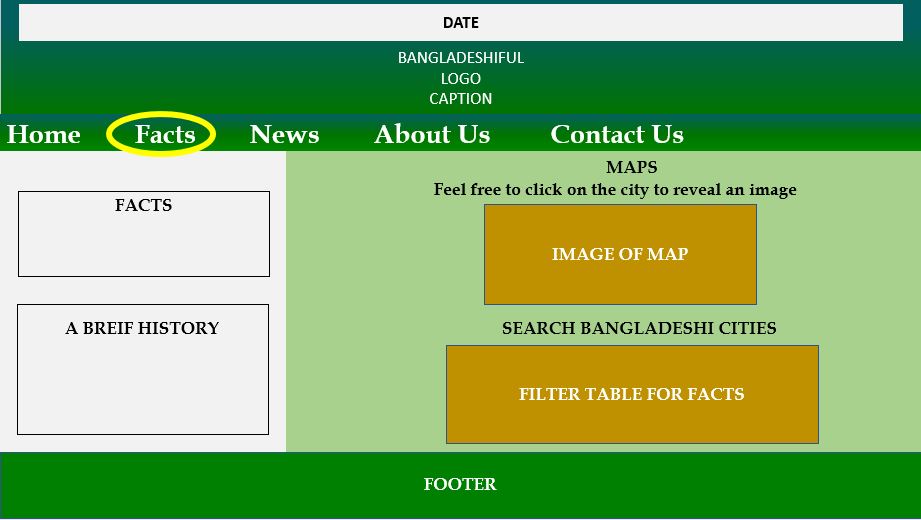 DATE
BANGLADESHIFUL
LOGO
CAPTION
Home Facts News About Us Contact Us
FACTS
A BREIF HISTORY
MAPS
Feel free to click on the city to reveal an image
IMAGE OF MAP
SEARCH BANGLADESHI CITIES
FILTER TABLE FOR FACTS
FOOTER